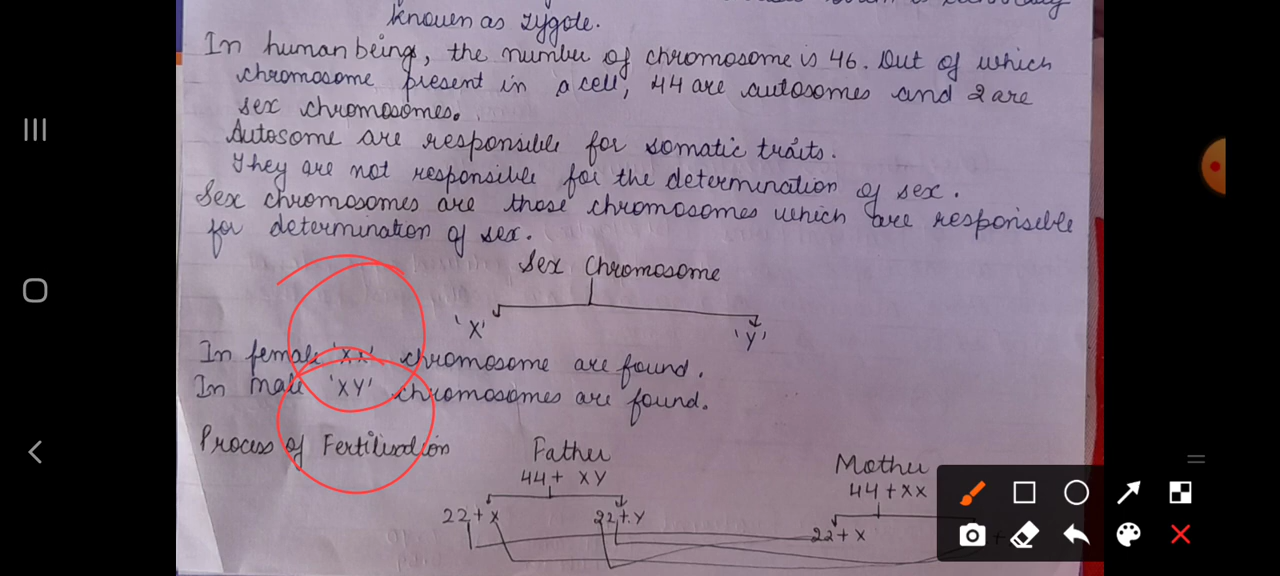 known as zygote.
In human beings, the number of chromosome is 46. Out of which
chromosome present in a cell, 44 are autosomes and 2 are
sex chromosomes.
Autosome are responsible for somatic traits.
They are not responsible for the determination of sex.
Sex chromosomes are those chromosomes which are responsible
for determination of sex.
Sex Chromosome
'X' 'Y'
In female 'XX' chromosome are found.
In male 'XY' chromosomes are found.
Process of Fertilisation
Father Mother
44+ XY 44+XX
22+X 22+Y 22+X